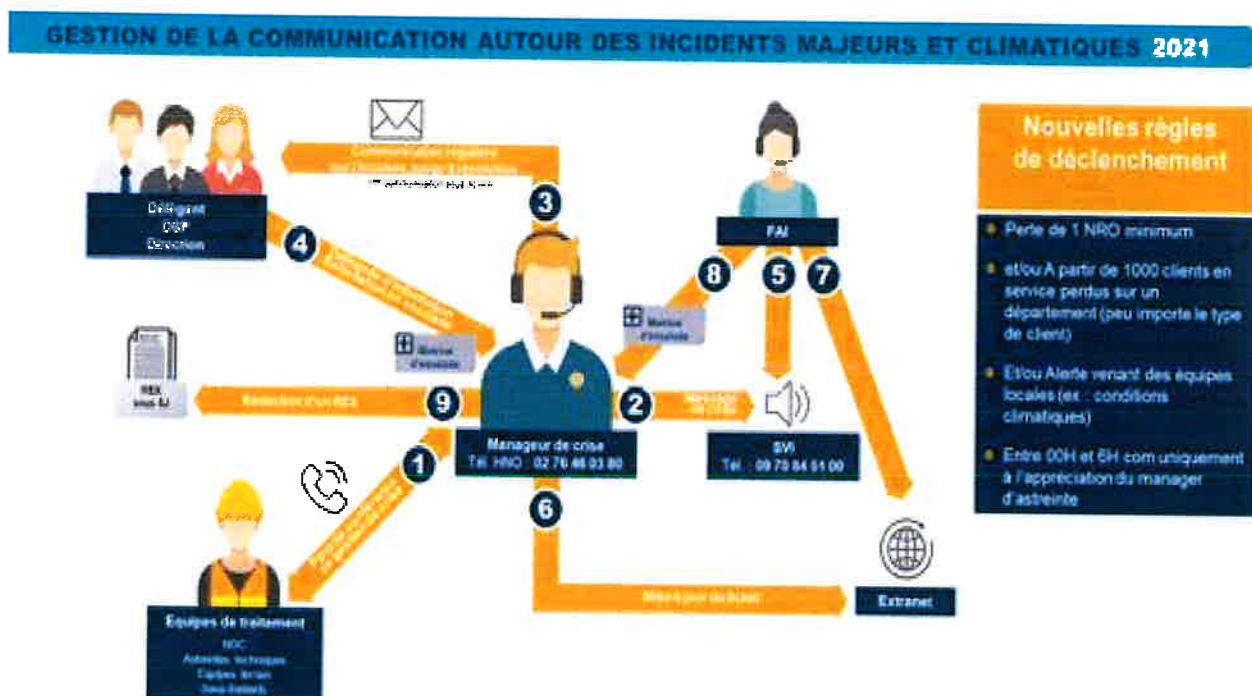 GESTION DE LA COMMUNICATION AUTOUR DES INCIDENTS MAJEURS ET CLIMATIQUES 2021
Communication régulière
3
Délégant
DSP
Direction
4
FAI
8
5
7
Nouvelles règles
de déclenchement
Perte de 1 NRO minimum
et/ou A partir de 1000 clients en
service perdus sur un
département (peu importe le type
de client)
Et/ou Alerte venant des équipes
locales (ex : conditions
climatiques)
Entre 00H et 6H com uniquement
à l'appréciation du manager
d'astreinte
REX
sous 8J
Rédaction d'un REX
9
2
Message
Manageur de crise
Tél. HNO : 02 76 46 03 80
SVI
Tél. : 09 70 84 51 00
1
6
Mise à jour du ticket
Extranet
Equipes de traitement
NOC
Astreintes techniques
Equipes terrain